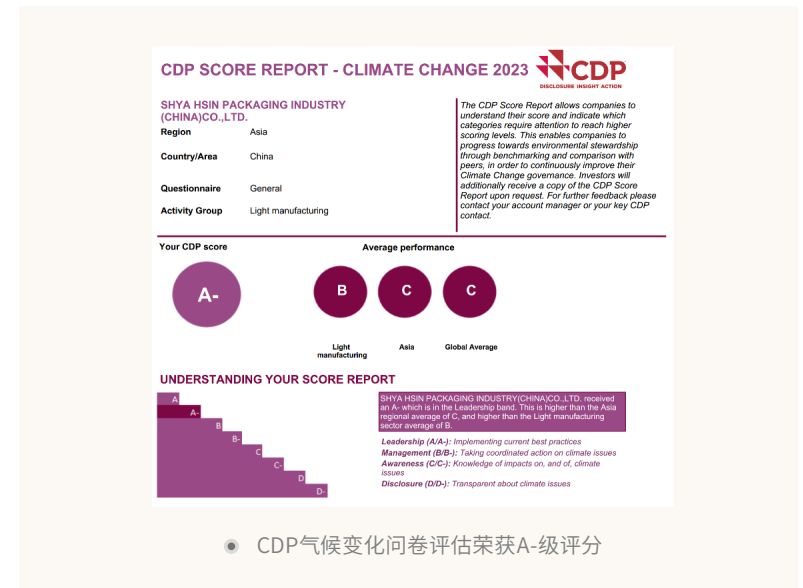 CDP SCORE REPORT - CLIMATE CHANGE 2023
CDP
DISCLOSURE INSIGHT ACTION
SHYA HSIN PACKAGING INDUSTRY
(CHINA)CO.,LTD.
Region Asia
Country/Area China
Questionnaire General
Activity Group Light manufacturing
The CDP Score Report allows companies to
understand their score and indicate which
categories require attention to reach higher
scoring levels. This enables companies to
progress towards environmental stewardship
through benchmarking and comparison with
peers, in order to continuously improve their
Climate Change governance. Investors will
additionally receive a copy of the CDP Score
Report upon request. For further feedback please
contact your account manager or your key CDP
contact.
Your CDP score
Average performance
A-
B
C
C
Light
manufacturing
Asia
Global Average
UNDERSTANDING YOUR SCORE REPORT
A
A-
B
B-
C
C-
D
D-
SHYA HSIN PACKAGING INDUSTRY(CHINA)CO.,LTD. received
an A- which is in the Leadership band. This is higher than the Asia
regional average of C, and higher than the Light manufacturing
sector average of B.
Leadership (A/A-): Implementing current best practices
Management (B/B-): Taking coordinated action on climate issues
Awareness (C/C-): Knowledge of impacts on, and of, climate
issues
Disclosure (D/D-): Transparent about climate issues
CDP气候变化问卷评估荣获A-级评分